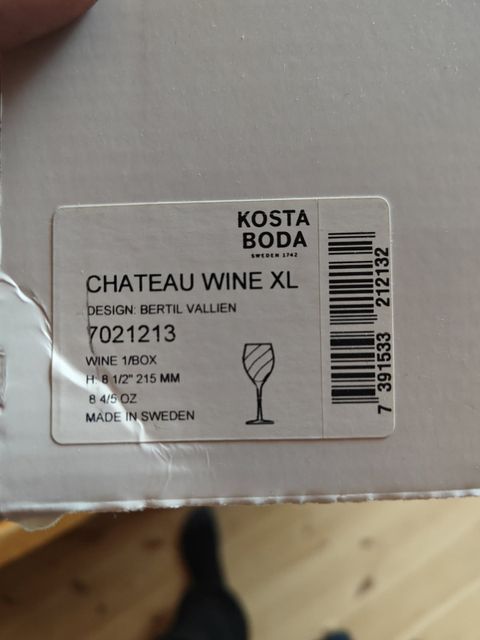 KOSTA
BODA
SWEDEN 1742
CHATEAU WINE XL
DESIGN: BERTIL VALLIEN
7021213
WINE 1/BOX
H: 8 1/2" 215 MM
8 4/5 OZ
MADE IN SWEDEN
7 391533 212132